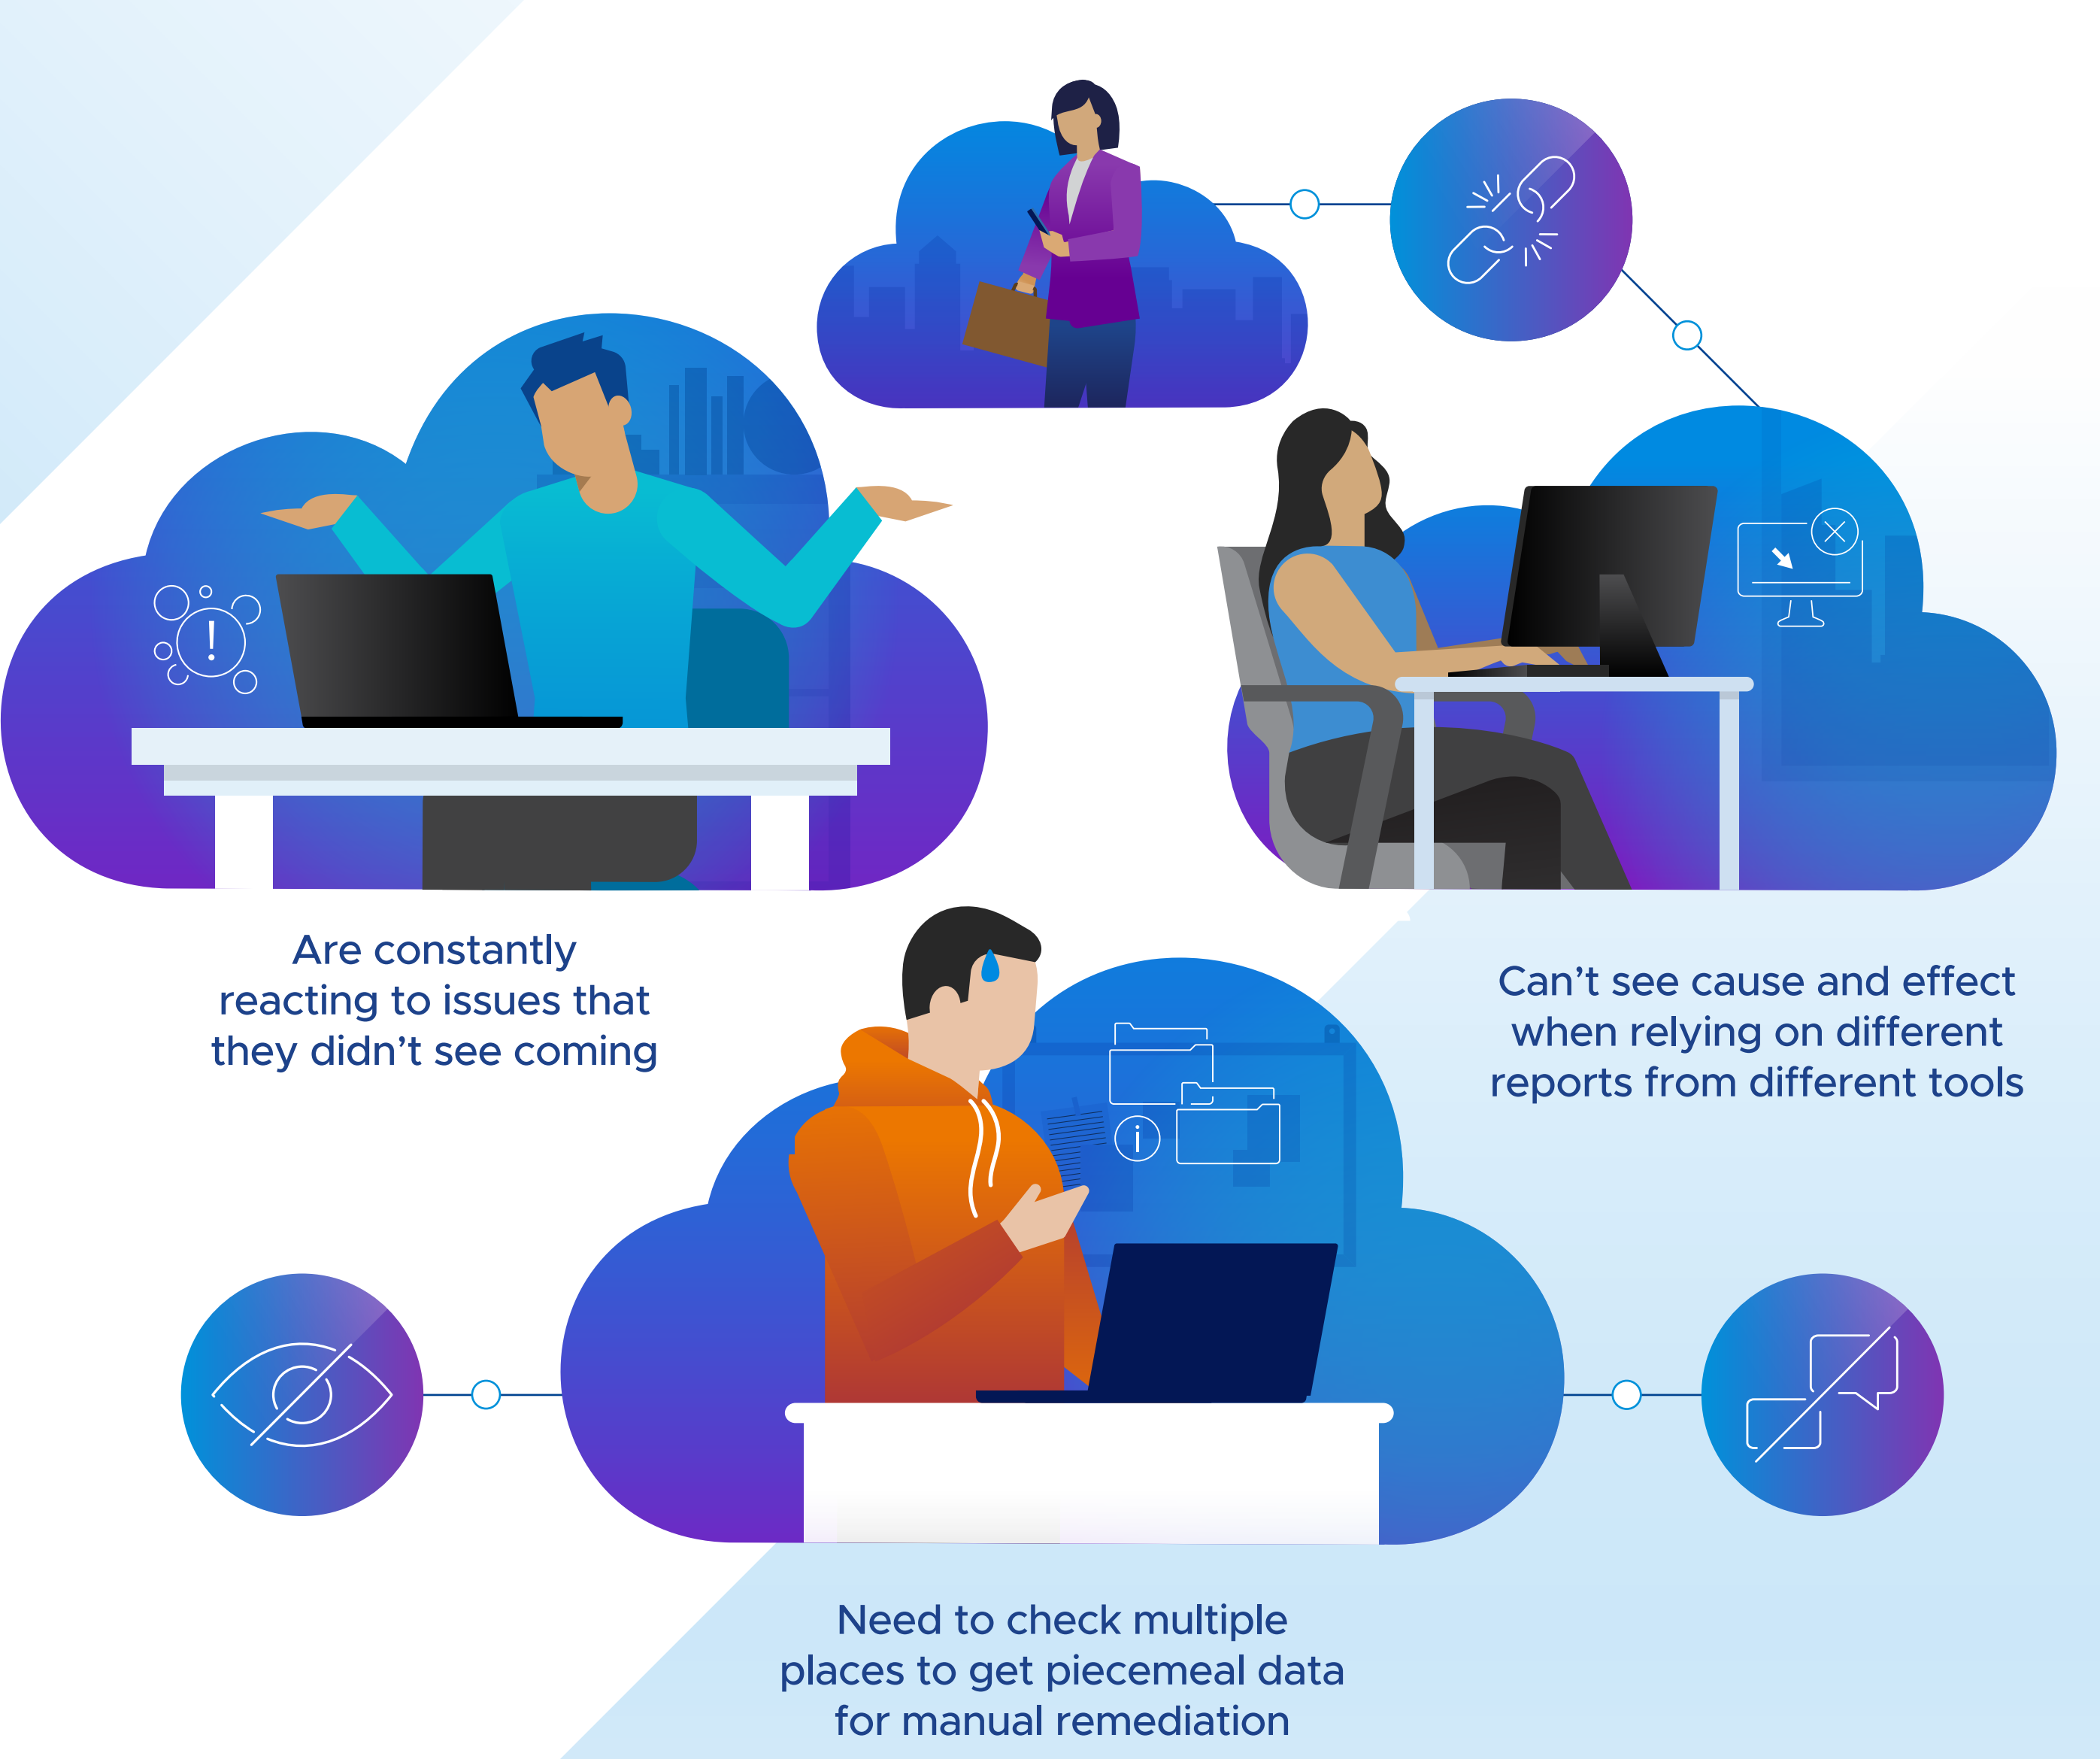 Are constantly
reacting to issues that
they didn't see coming
Can't see cause and effect
when relying on different
reports from different tools
Need to check multiple
places to get piecemeal data
for manual remediation